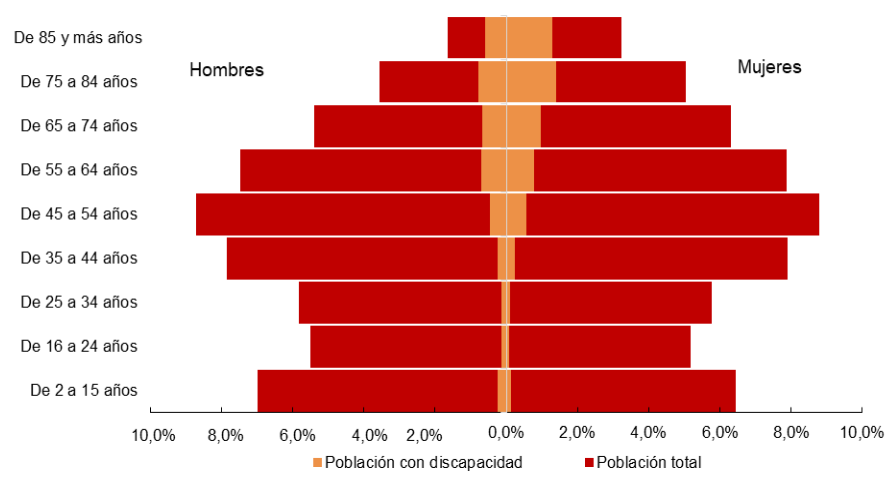 De 85 y más años
Hombres
Mujeres
De 75 a 84 años
De 65 a 74 años
De 55 a 64 años
De 45 a 54 años
De 35 a 44 años
De 25 a 34 años
De 16 a 24 años
De 2 a 15 años
10,0% 8,0% 6,0% 4,0% 2,0% 0,0% 2,0% 4,0% 6,0% 8,0% 10,0%
Población con discapacidad Población total